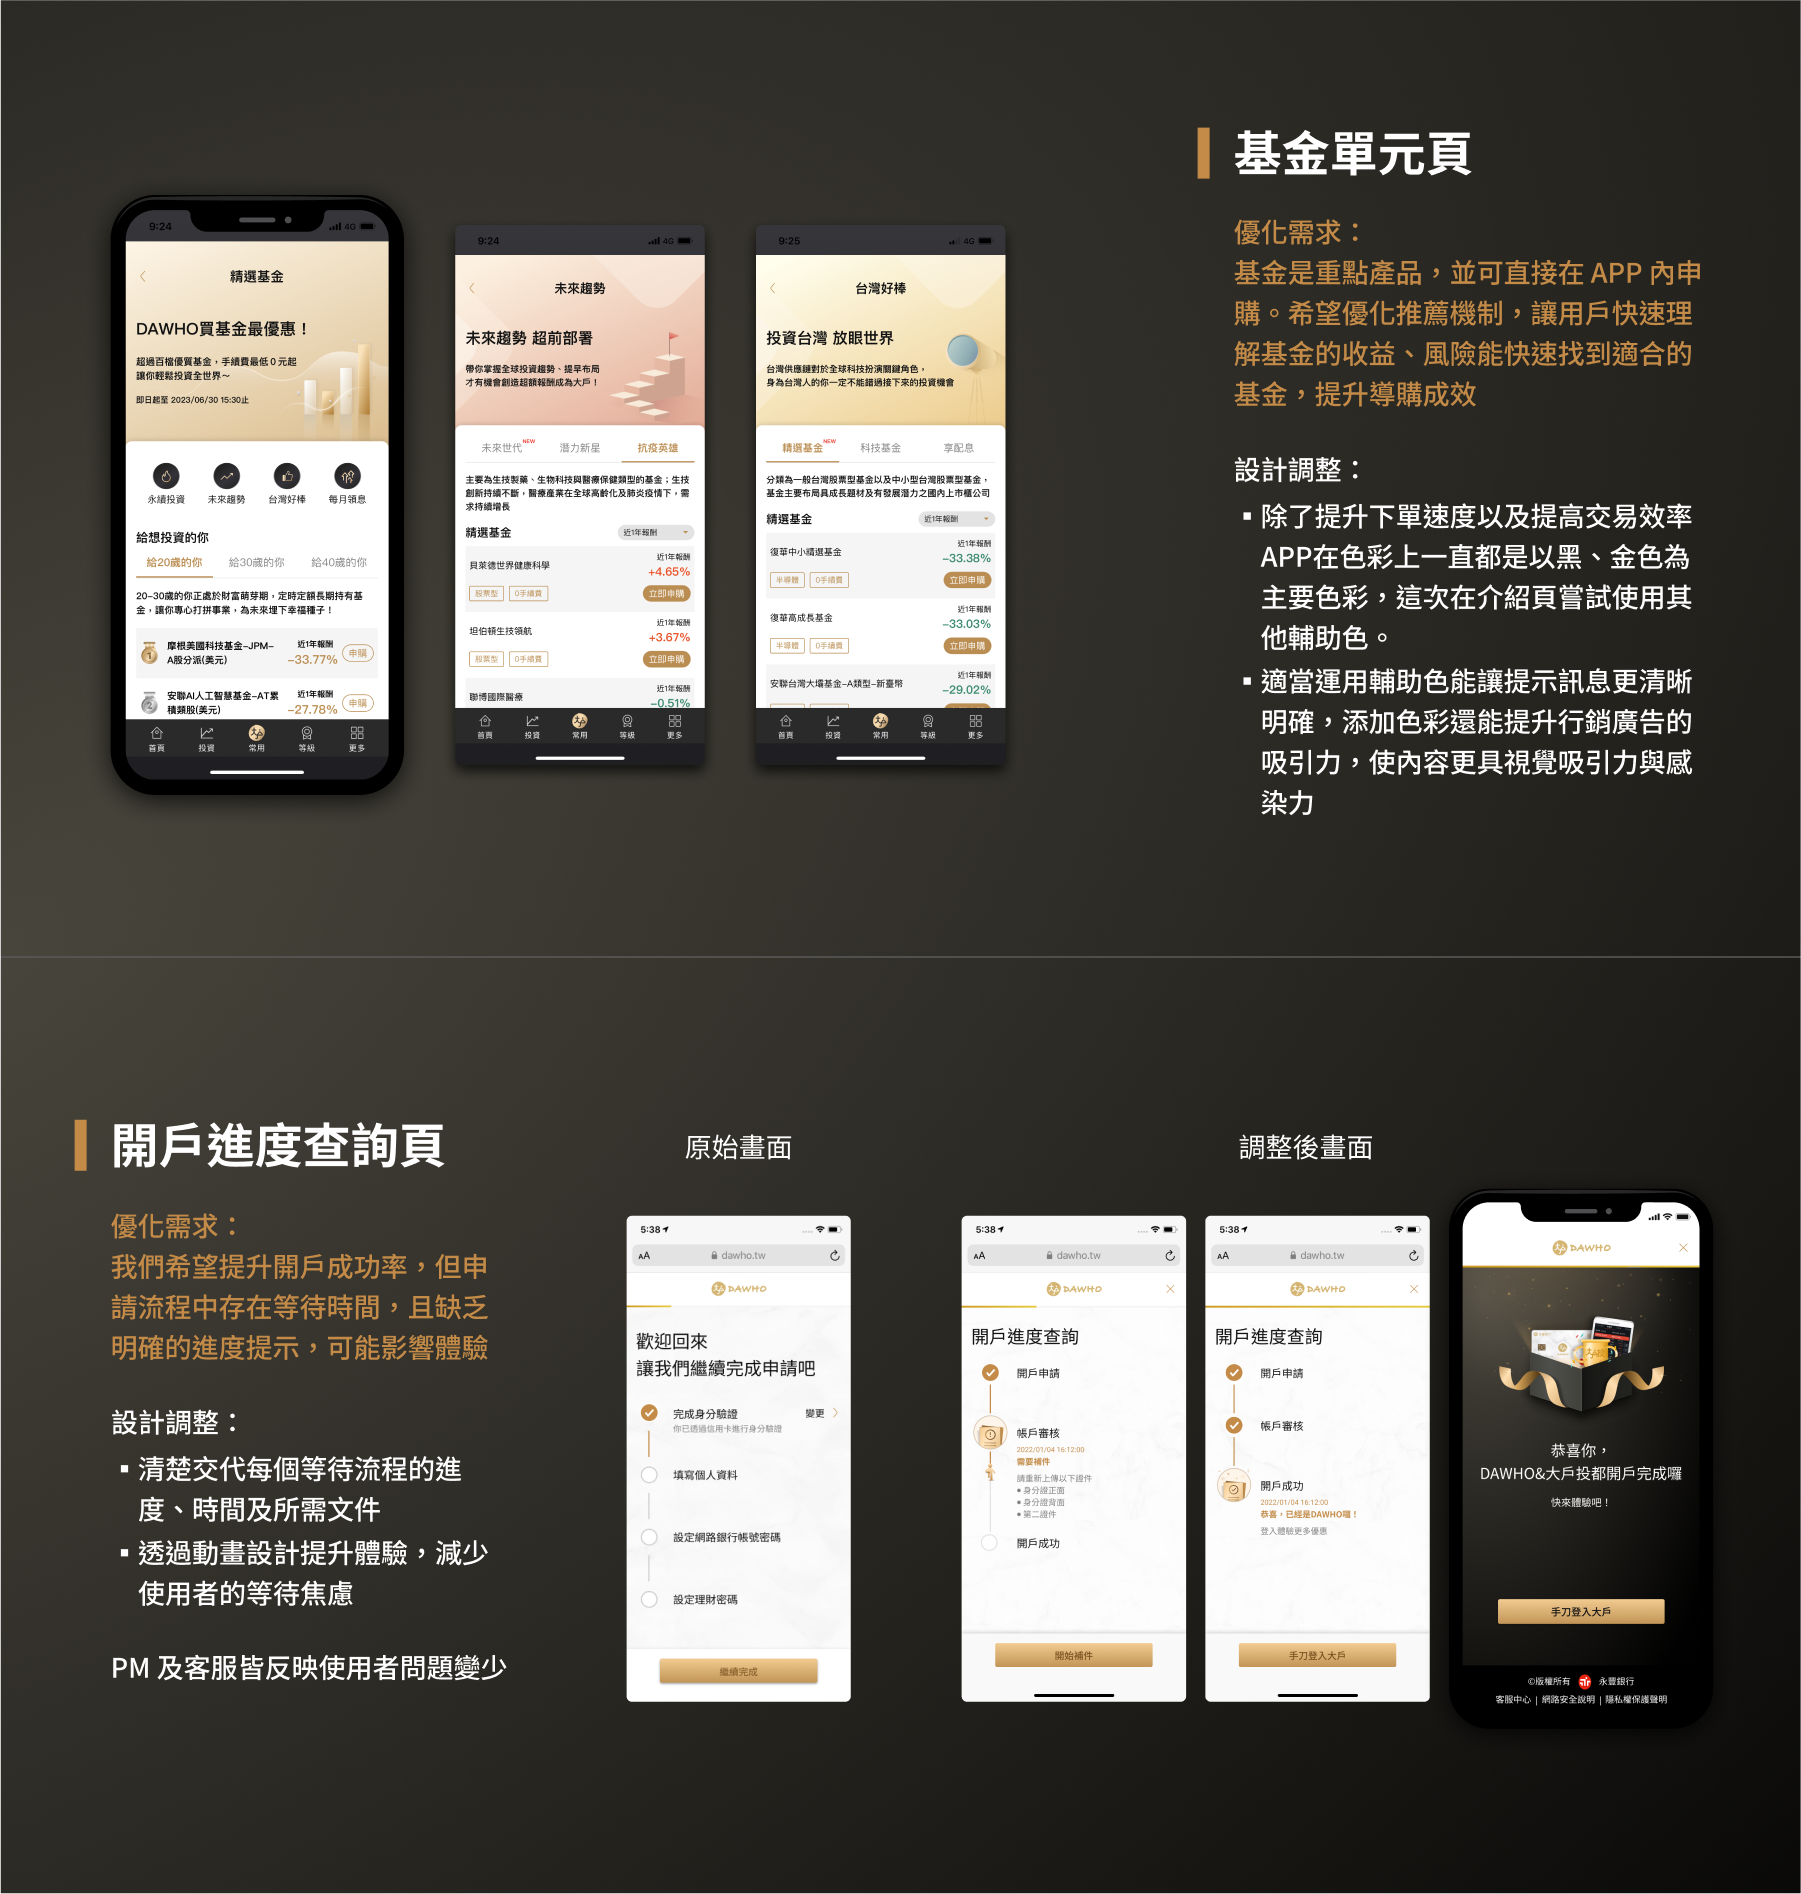 基金單元頁
優化需求：
基金是重點產品，並可直接在 APP 內申
購。希望優化推薦機制，讓用戶快速理
解基金的收益、風險能快速找到適合的
基金，提升導購成效
設計調整：
▪ 除了提升下單速度以及提高交易效率
APP在色彩上一直都是以黑、金色為
主要色彩，這次在介紹頁嘗試使用其
他輔助色。
▪ 適當運用輔助色能讓提示訊息更清晰
明確，添加色彩還能提升行銷廣告的
吸引力，使內容更具視覺吸引力與感
染力
9:24
4G
精選基金
DAWHO買基金最優惠！
超過百檔優質基金，手續費最低 0 元起
讓你輕鬆投資全世界～
即日起至 2023/06/30 15:30止
永續投資 未來趨勢 台灣好棒 每月領息
給想投資的你
給20歲的你 給30歲的你 給40歲的你
20-30歲的你正處於財富萌芽期，定時定額長期持有基
金，讓你專心打拼事業，為未來埋下幸福種子！
1
摩根美國科技基金-JPM-
A股分派(美元)
近1年報酬
-33.77%
申購
2
安聯AI人工智慧基金-AT累
積類股(美元)
近1年報酬
-27.78%
申購
首頁 投資 常用 等級 更多
9:24
4G
未來趨勢
未來趨勢 超前部署
帶你掌握全球投資趨勢、提早布局
才有機會創造超額報酬成為大戶！
未來世代 NEW 潛力新星 抗疫英雄
主要為生技製藥、生物科技與醫療保健類型的基金；生技
創新持續不斷，醫療產業在全球高齡化及肺炎疫情下，需
求持續增長
精選基金
近1年報酬
貝萊德世界健康科學
近1年報酬
+4.65%
股票型 0手續費
立即申購
坦伯頓生技領航
近1年報酬
+3.67%
股票型 0手續費
立即申購
聯博國際醫療
近1年報酬
-0.51%
首頁 投資 常用 等級 更多
9:25
4G
台灣好棒
投資台灣 放眼世界
台灣供應鏈對於全球科技扮演關鍵角色，
身為台灣人的你一定不能錯過接下來的投資機會
精選基金 NEW 科技基金 享配息
分類為一般台灣股票型基金以及中小型台灣股票型基金，
基金主要布局具成長題材及有發展潛力之國內上市櫃公司
精選基金
近1年報酬
復華中小精選基金
近1年報酬
-33.38%
半導體 0手續費
立即申購
復華高成長基金
近1年報酬
-33.03%
半導體 0手續費
立即申購
安聯台灣大壩基金-A類型-新臺幣
近1年報酬
-29.02%
首頁 投資 常用 等級 更多
開戶進度查詢頁
優化需求：
我們希望提升開戶成功率，但申
請流程中存在等待時間，且缺乏
明確的進度提示，可能影響體驗
設計調整：
▪ 清楚交代每個等待流程的進
度、時間及所需文件
▪ 透過動畫設計提升體驗，減少
使用者的等待焦慮
PM 及客服皆反映使用者問題變少
原始畫面
5:38
AA dawho.tw
DAWHO
歡迎回來
讓我們繼續完成申請吧
完成身分驗證
變更
你已透過信用卡進行身分驗證
填寫個人資料
設定網路銀行帳號密碼
設定理財密碼
繼續完成
調整後畫面
5:38
AA dawho.tw
DAWHO
開戶進度查詢
開戶申請
帳戶審核
2022/01/04 16:12:00
需要補件
請重新上傳以下證件
● 身分證正面
● 身分證背面
● 第二證件
開戶成功
開始補件
5:38
AA dawho.tw
DAWHO
開戶進度查詢
開戶申請
帳戶審核
開戶成功
2022/01/04 16:12:00
恭喜，已經是DAWHO囉！
登入體驗更多優惠
手刀登入大戶
DAWHO
恭喜你，
DAWHO&大戶投都開戶完成囉
快來體驗吧！
手刀登入大戶
©版權所有 永豐銀行
客服中心 | 網路安全說明 | 隱私權保護聲明